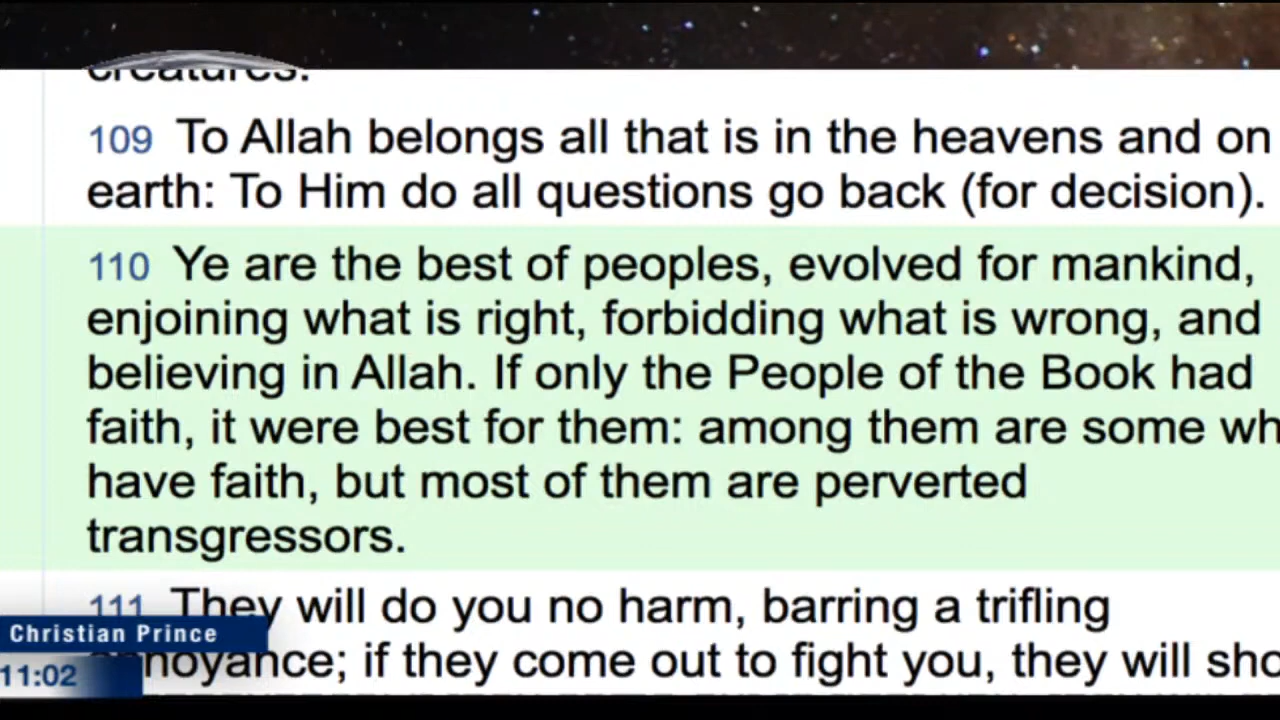 creatures.
109 To Allah belongs all that is in the heavens and on
earth: To Him do all questions go back (for decision).
110 Ye are the best of peoples, evolved for mankind,
enjoining what is right, forbidding what is wrong, and
believing in Allah. If only the People of the Book had
faith, it were best for them: among them are some wh
have faith, but most of them are perverted
transgressors.
111 They will do you no harm, barring a trifling
Christian Prince
annoyance; if they come out to fight you, they will sho
11:02